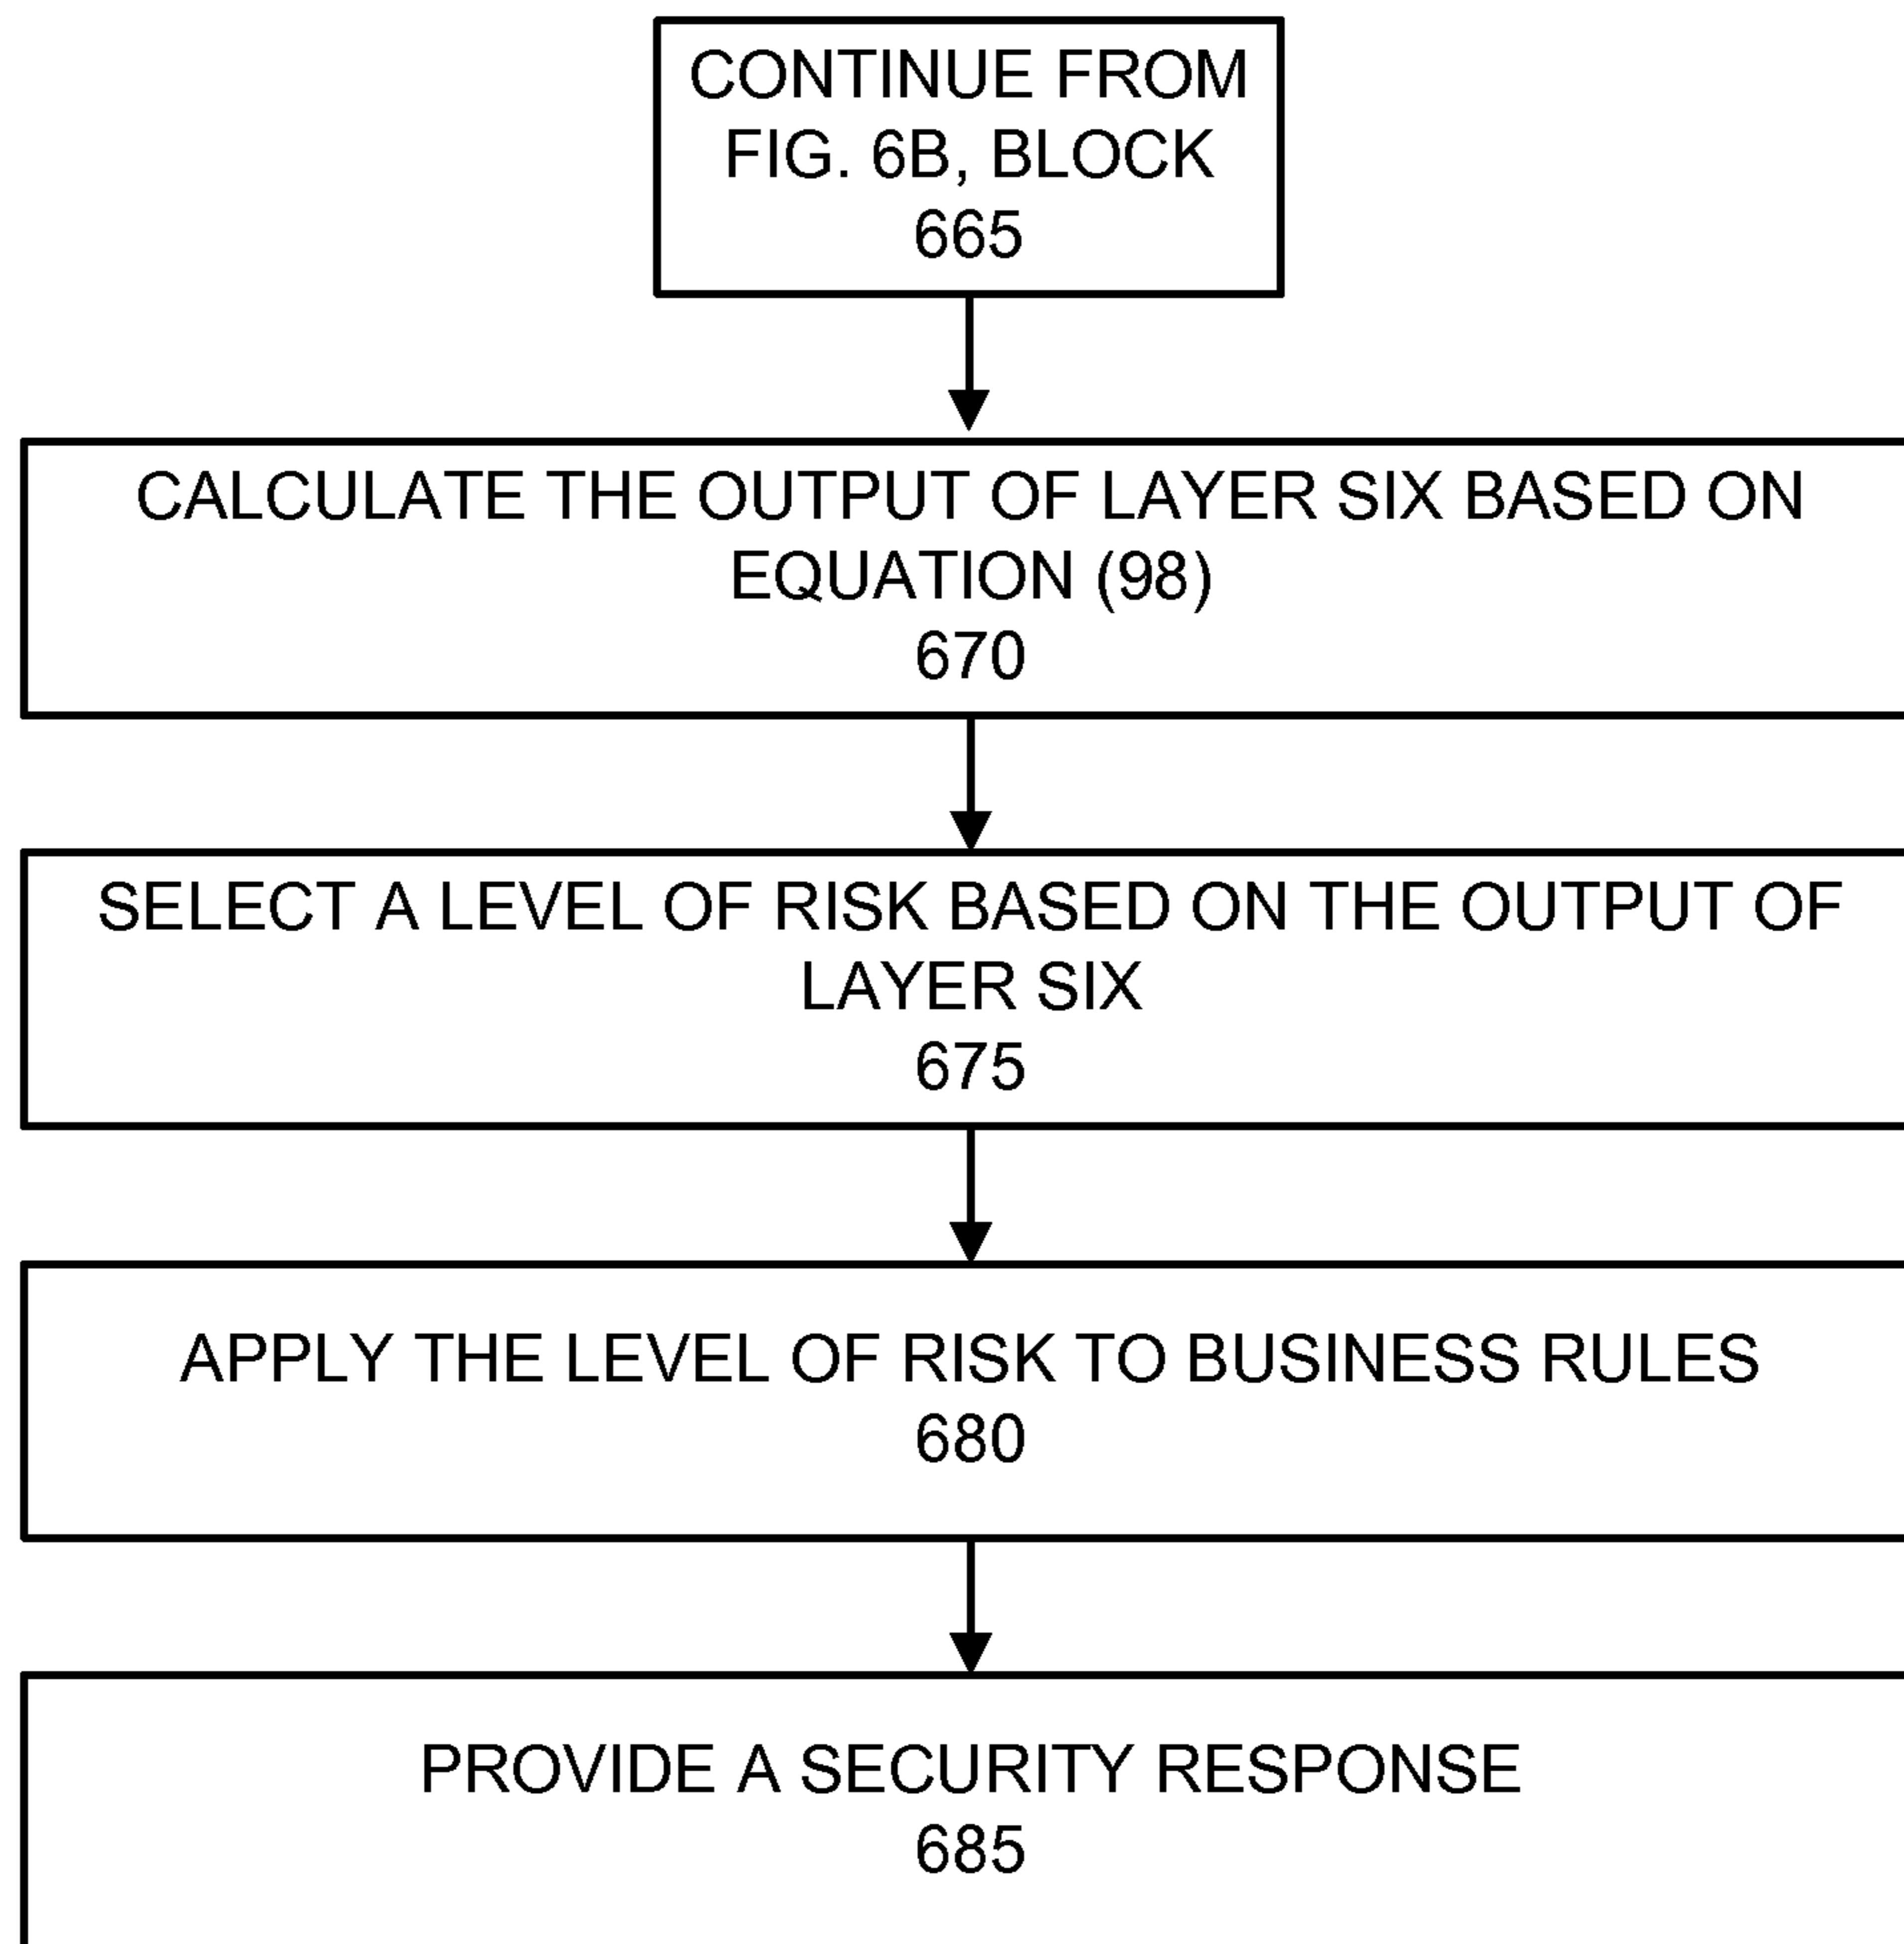 CONTINUE FROM
FIG. 6B, BLOCK
665
CALCULATE THE OUTPUT OF LAYER SIX BASED ON
EQUATION (98)
670
SELECT A LEVEL OF RISK BASED ON THE OUTPUT OF
LAYER SIX
675
APPLY THE LEVEL OF RISK TO BUSINESS RULES
680
PROVIDE A SECURITY RESPONSE
685